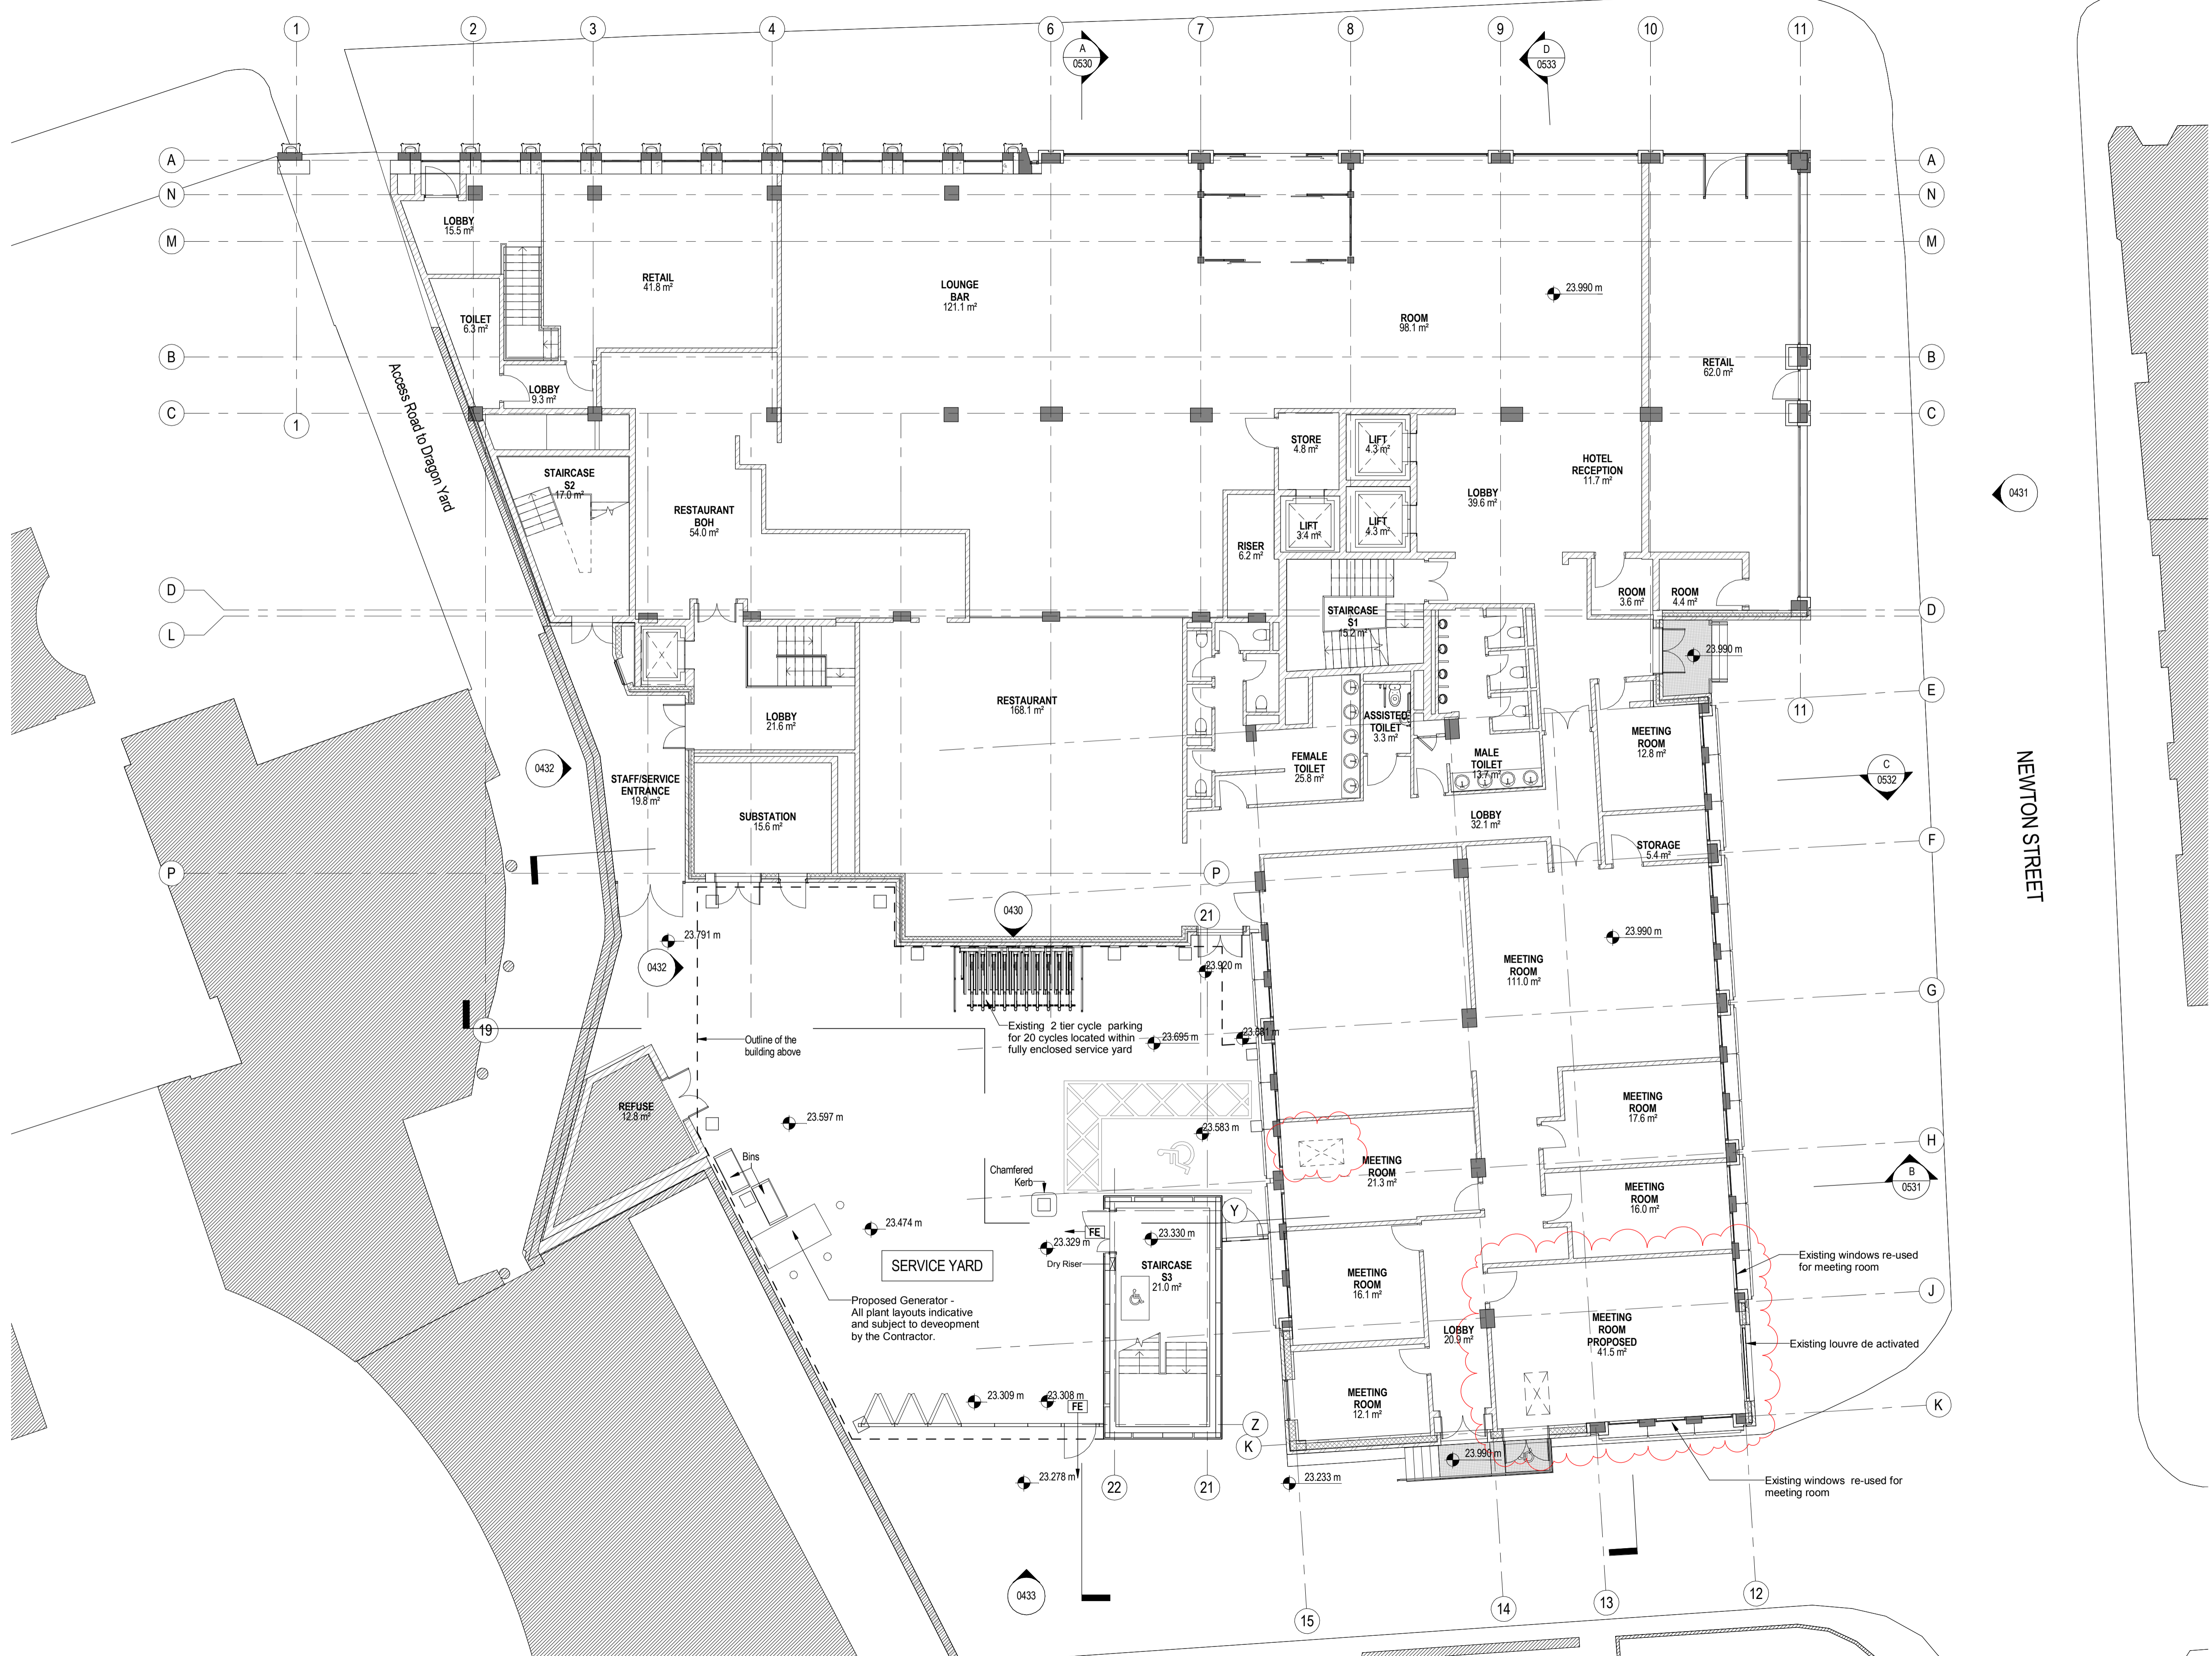 1
2
3
4
6
7
8
9
10
11
A
0530
D
0533
A
A
N
N
M
M
LOBBY
15.5 m²
RETAIL
41.8 m²
LOUNGE
BAR
121.1 m²
23.990 m
TOILET
6.3 m²
ROOM
98.1 m²
B
B
RETAIL
62.0 m²
LOBBY
9.3 m²
Access Road to Dragon Yard
C
C
1
STORE
4.8 m²
LIFT
4.3 m²
STAIRCASE
S2
17.0 m²
HOTEL
RECEPTION
11.7 m²
LOBBY
39.6 m²
0431
RESTAURANT
BOH
54.0 m²
LIFT
3.4 m²
LIFT
4.3 m²
RISER
6.2 m²
D
D
L
ROOM
3.6 m²
ROOM
4.4 m²
STAIRCASE
S1
15.2 m²
23.990 m
E
RESTAURANT
168.1 m²
11
LOBBY
21.6 m²
ASSISTED
TOILET
3.3 m²
MEETING
ROOM
12.8 m²
FEMALE
TOILET
25.8 m²
MALE
TOILET
13.7 m²
0432
C
0532
NEWTON STREET
STAFF/SERVICE
ENTRANCE
19.8 m²
SUBSTATION
15.6 m²
LOBBY
32.1 m²
STORAGE
5.4 m²
F
P
P
0430
21
23.791 m
23.990 m
0432
23.920 m
MEETING
ROOM
111.0 m²
G
19
Existing 2 tier cycle parking
for 20 cycles located within
fully enclosed service yard
Outline of the
building above
23.695 m
REFUSE
12.8 m²
23.597 m
23.583 m
MEETING
ROOM
17.6 m²
H
Bins
Chamfered
Kerb
MEETING
ROOM
21.3 m²
B
0531
MEETING
ROOM
16.0 m²
Y
23.474 m
FE
23.329 m
23.330 m
Dry Riser
SERVICE YARD
STAIRCASE
S3
21.0 m²
Existing windows re-used
for meeting room
MEETING
ROOM
16.1 m²
J
Proposed Generator -
All plant layouts indicative
and subject to deveopment
by the Contractor.
LOBBY
20.9 m²
MEETING
ROOM
PROPOSED
41.5 m²
Existing louvre de activated
23.309 m
23.308 m
FE
MEETING
ROOM
12.1 m²
K
Z
K
23.990 m
23.278 m
22
21
23.233 m
Existing windows re-used for
meeting room
0433
15
14
13
12